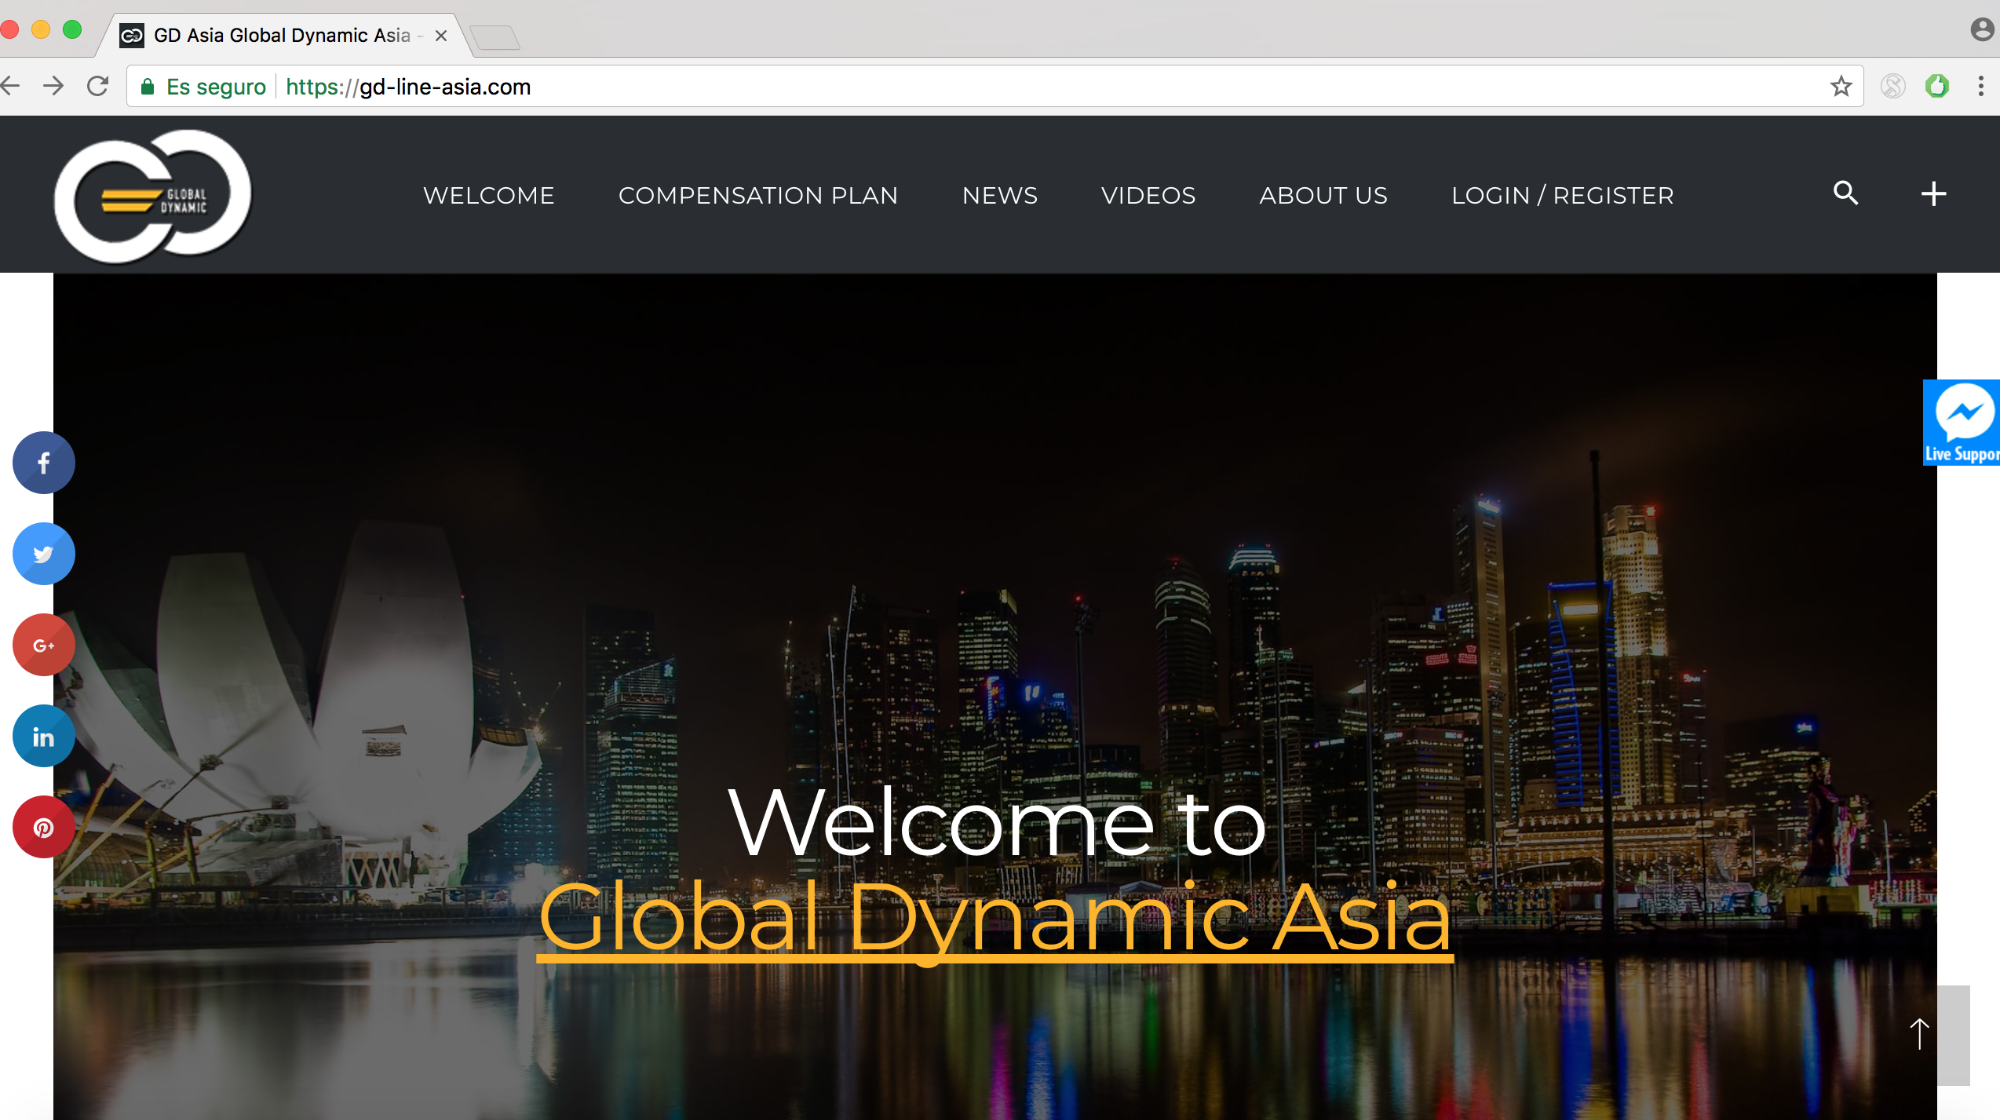 GD Asia Global Dynamic Asia -
Es seguro
https://gd-line-asia.com
GLOBAL
DYNAMIC
WELCOME
COMPENSATION PLAN
NEWS
VIDEOS
ABOUT US
LOGIN / REGISTER
f
G+
in
Live Suppor
Welcome to
Global Dynamic Asia